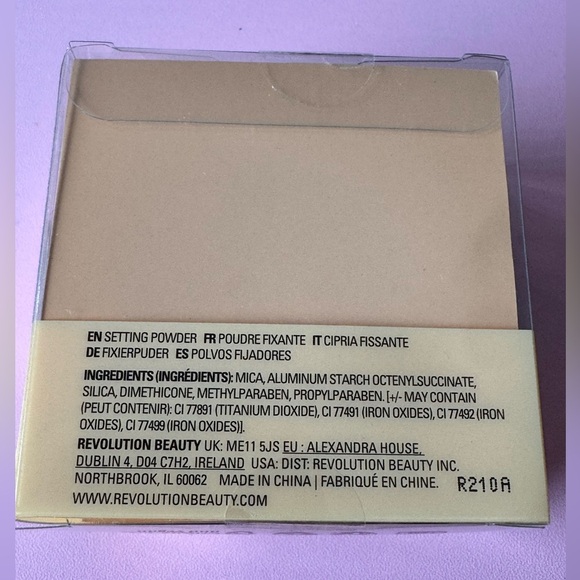 EN SETTING POWDER FR POUDRE FIXANTE IT CIPRIA FISSANTE
DE FIXIERPUDER ES POLVOS FIJADORES
INGREDIENTS (INGRÉDIENTS): MICA, ALUMINUM STARCH OCTENYLSUCCINATE,
SILICA, DIMETHICONE, METHYLPARABEN, PROPYLPARABEN. [+/- MAY CONTAIN
(PEUT CONTENIR): CI 77891 (TITANIUM DIOXIDE), CI 77491 (IRON OXIDES), CI 77492 (IRON
OXIDES), CI 77499 (IRON OXIDES)].
REVOLUTION BEAUTY UK: ME11 5JS EU : ALEXANDRA HOUSE,
DUBLIN 4, D04 C7H2, IRELAND USA: DIST: REVOLUTION BEAUTY INC.
NORTHBROOK, IL 60062 MADE IN CHINA | FABRIQUÉ EN CHINE. R210A
WWW.REVOLUTIONBEAUTY.COM